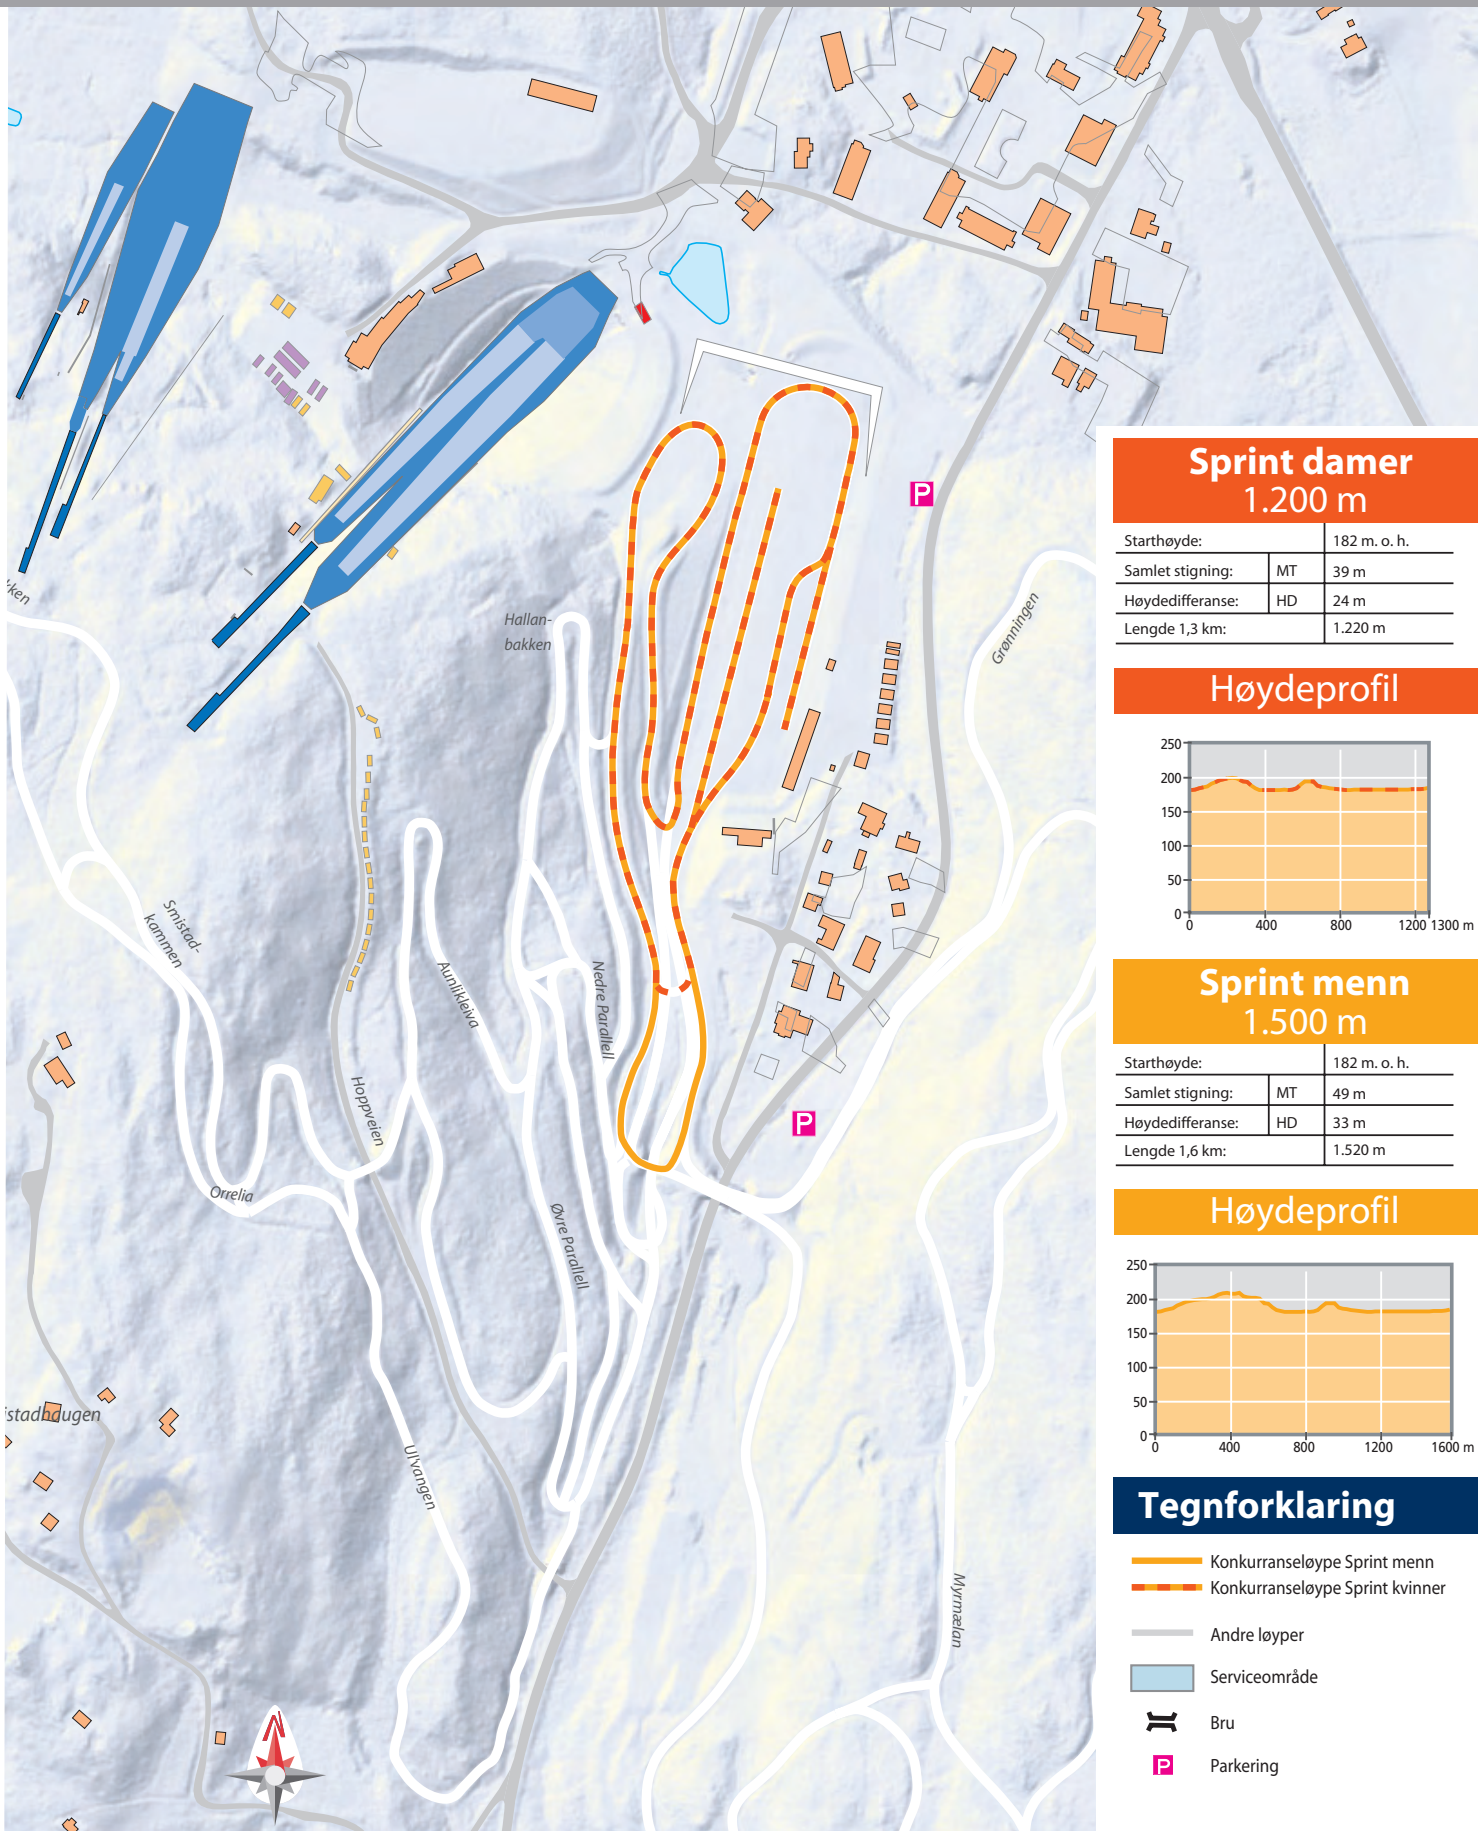 P
kken
Hallan-
bakken
Grønningen
Smistad-
kammen
Aunlikleiva
Nedre Parallell
Hoppveien
P
Orrelia
Øvre Parallell
istadhaugen
Ulvangen
Myrmælan
N
Sprint damer
1.200 m
Starthøyde: 182 m. o. h.
Samlet stigning: MT 39 m
Høydedifferanse: HD 24 m
Lengde 1,3 km: 1.220 m
Høydeprofil
250
200
150
100
50
0
0 400 800 1200 1300 m
Sprint menn
1.500 m
Starthøyde: 182 m. o. h.
Samlet stigning: MT 49 m
Høydedifferanse: HD 33 m
Lengde 1,6 km: 1.520 m
Høydeprofil
250
200
150
100
50
0
0 400 800 1200 1600 m
Tegnforklaring
Konkurranseløype Sprint menn
Konkurranseløype Sprint kvinner
Andre løyper
Serviceområde
Bru
P Parkering